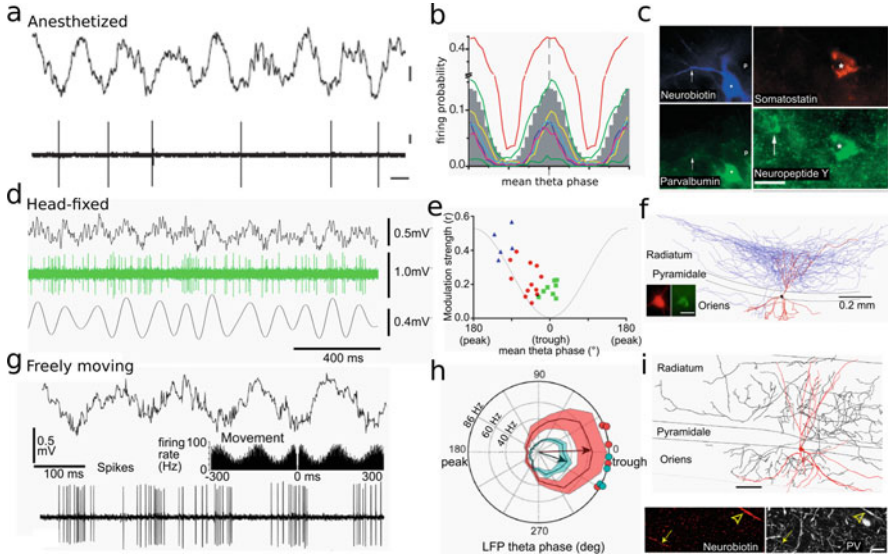 a
Anesthetized
b
firing probability
0.4
0.1
0.0
mean theta phase
c
Neurobiotin
P
Somatostatin
P
Parvalbumin
P
Neuropeptide Y
d
Head-fixed
0.5mV
1.0mV
0.4mV
400 ms
e
Modulation strength (r)
0.6
0.4
0.2
0.0
180
(peak)
90
0
(trough)
90
180
(peak)
mean theta phase (°)
f
Radiatum
Pyramidale
Oriens
0.2 mm
g
Freely moving
0.5
mV
100 ms
Spikes
firing
rate
(Hz)
100
0
Movement
-300
0 ms
300
h
90
86 Hz
60 Hz
40 Hz
180
peak
0
trough
270
LFP theta phase (deg)
i
Radiatum
Pyramidale
Oriens
Neurobiotin
PV